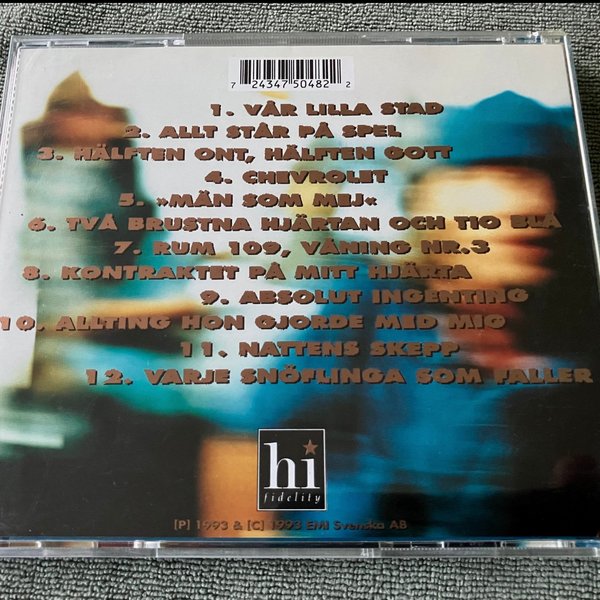 7 24347 50482 2
1. VÅR LILLA STAD
2. ALLT STÅR PÅ SPEL
3. HÄLFTEN ONT, HÄLFTEN GOTT
4. CHEVROLET
5. »MÄN SOM MEJ«
6. TVÅ BRUSTNA HJÄRTAN OCH TIO BLÅ
7. RUM 109, VÅNING NR.3
8. KONTRAKTET PÅ MITT HJÄRTA
9. ABSOLUT INGENTING
10. ALLTING HON GJORDE MED MIG
11. NATTENS SKEPP
12. VARJE SNÖFLINGA SOM FALLER
hi
fidelity
[P] 1993 & [C] 1993 EMI Svenska AB